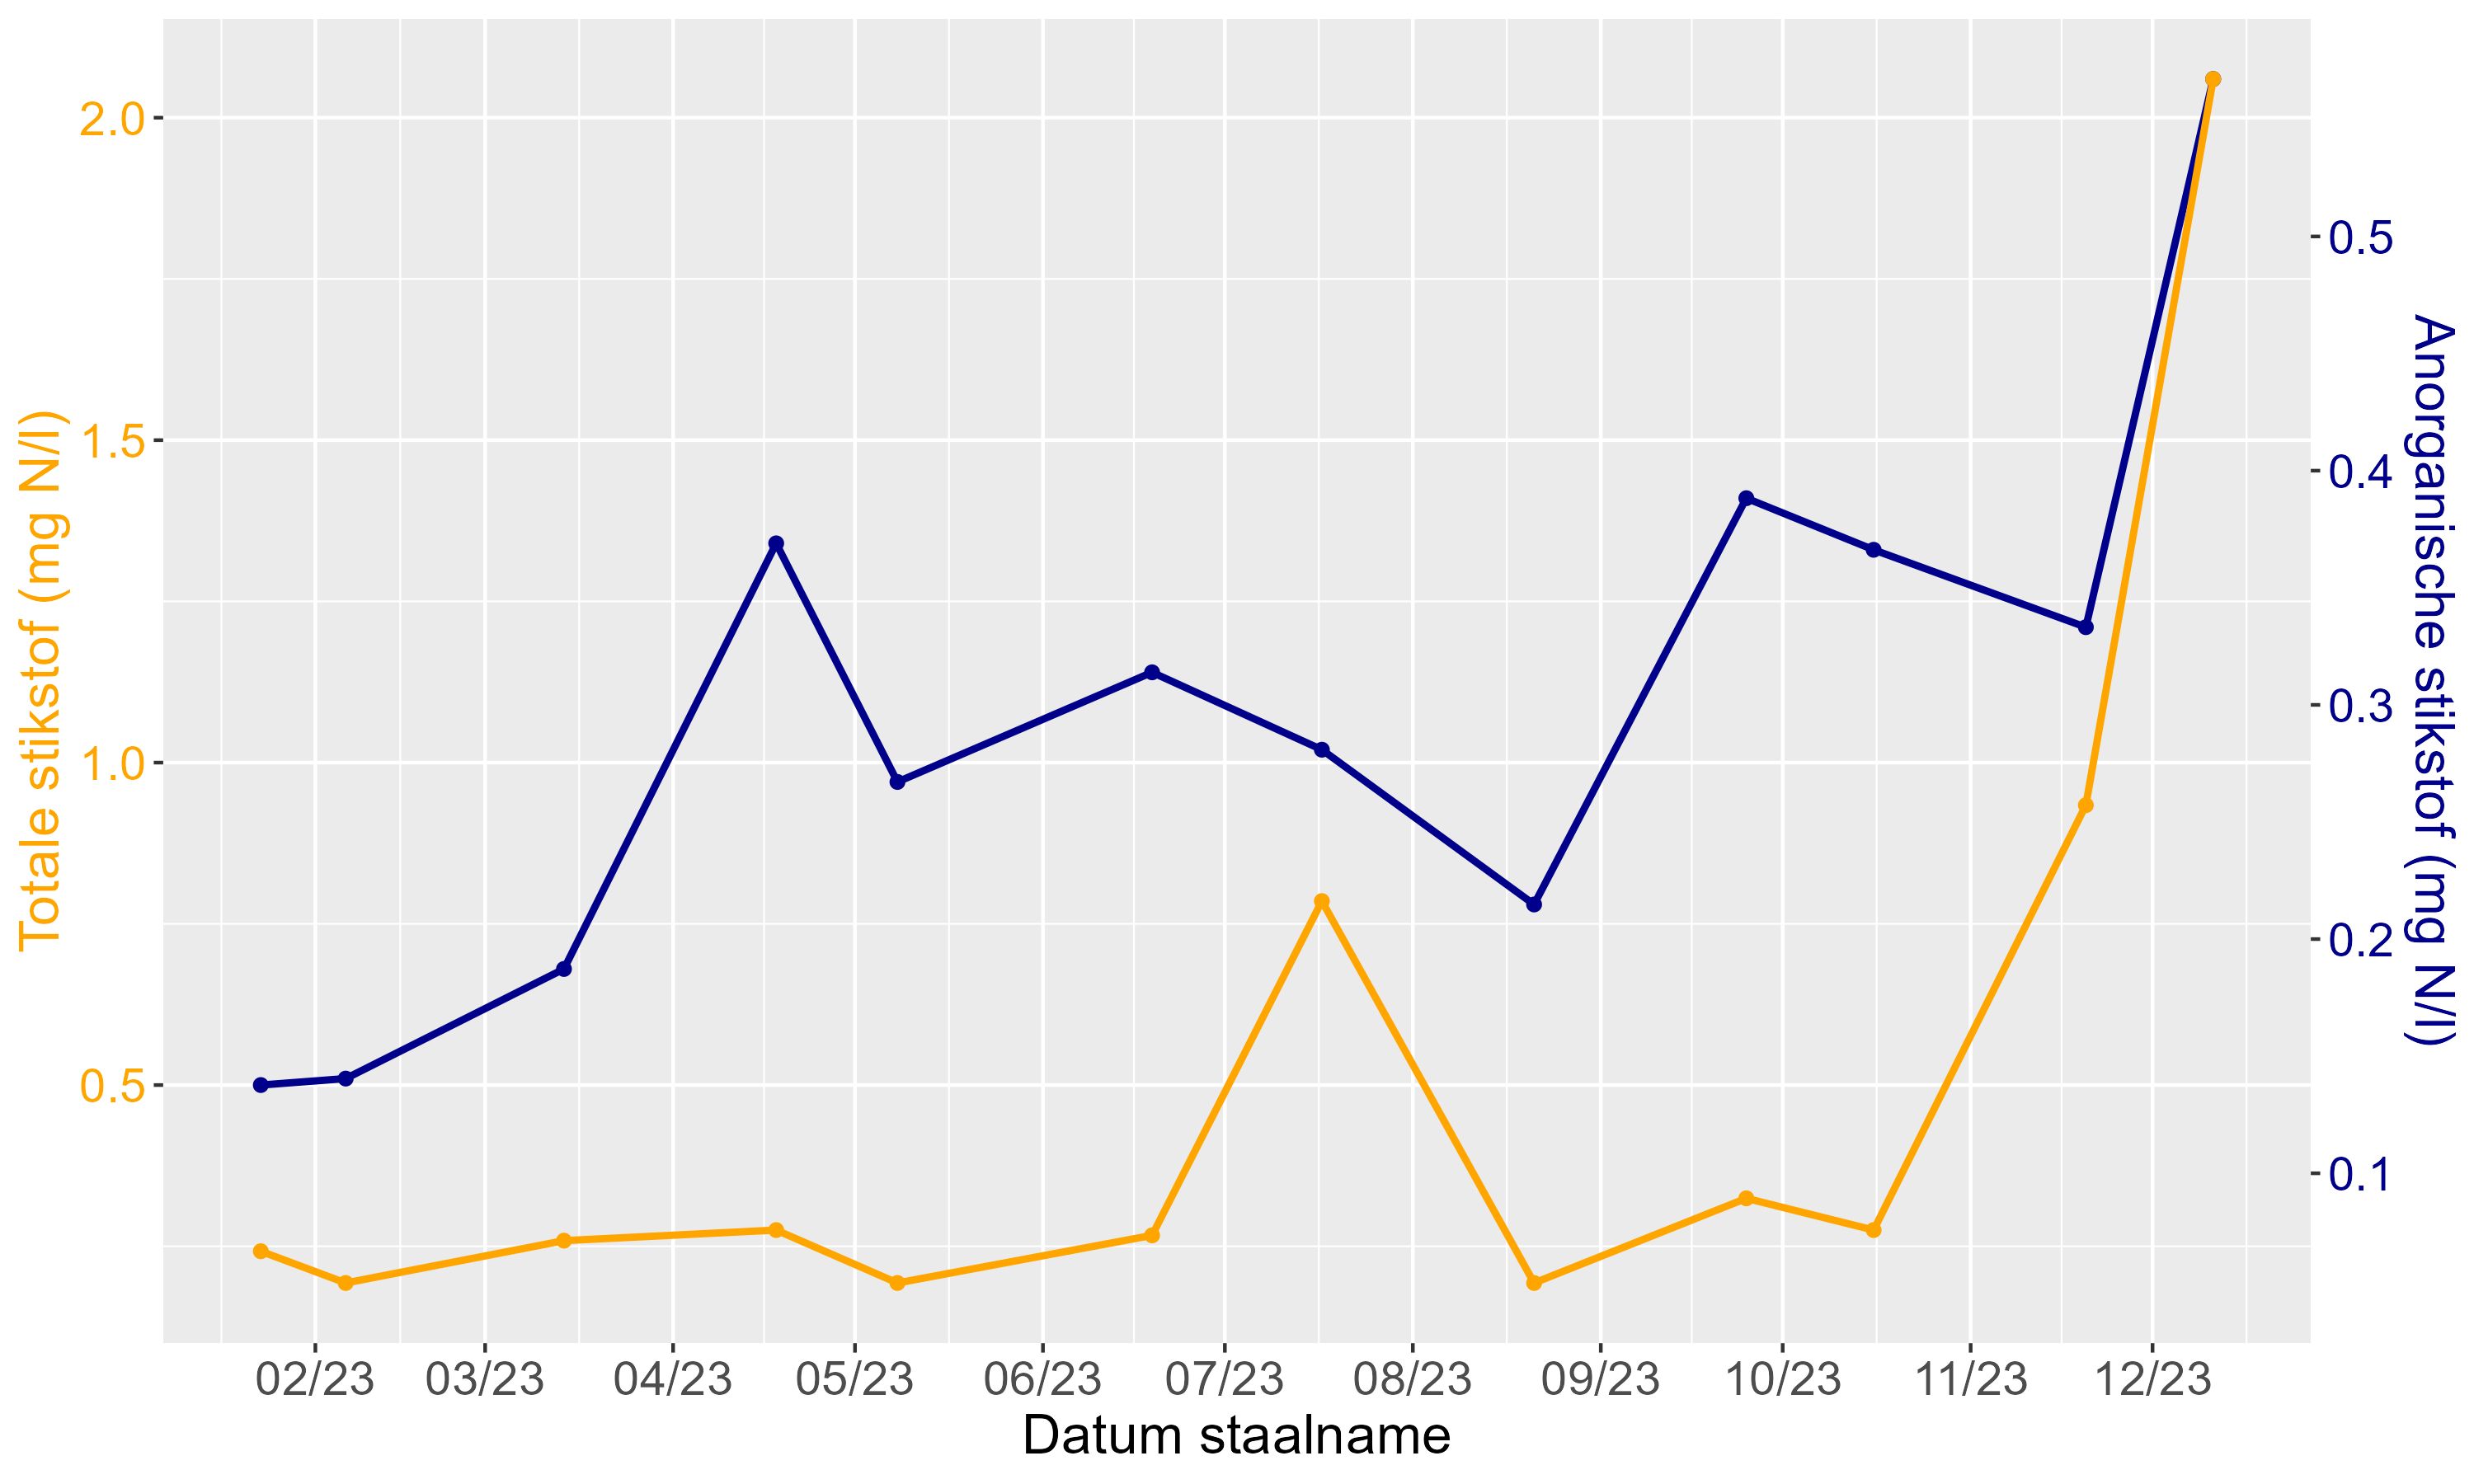 Totale stikstof (mg N/l)
2.0
1.5
1.0
0.5
0.5
0.4
0.3
0.2
0.1
Anorganische stikstof (mg N/l)
02/23 03/23 04/23 05/23 06/23 07/23 08/23 09/23 10/23 11/23 12/23
Datum staalname